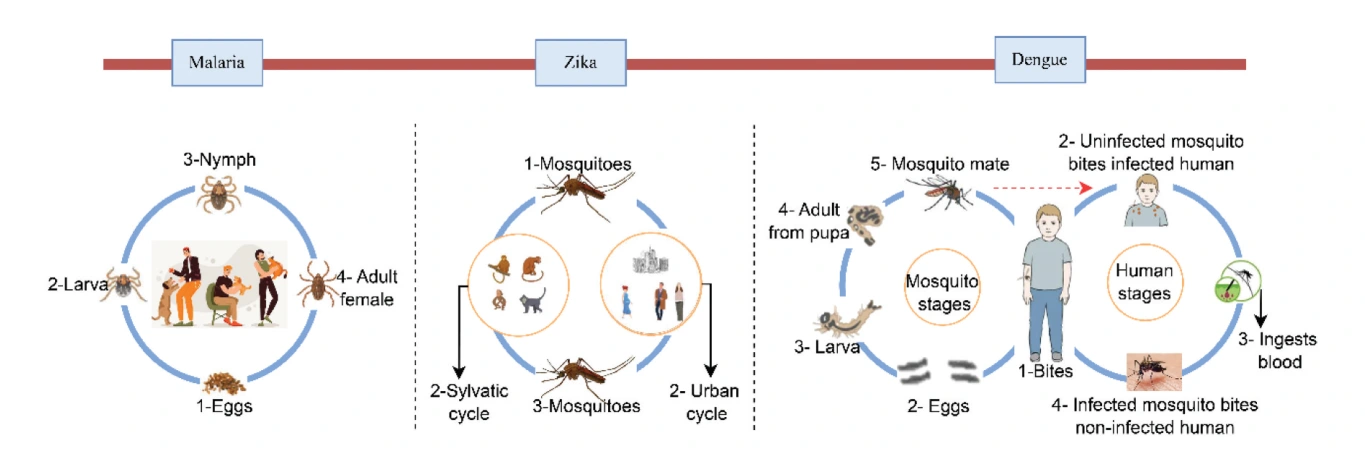 Malaria
Zika
Dengue
3-Nymph
2-Larva
4- Adult
female
1-Eggs
1-Mosquitoes
2-Sylvatic
cycle
2- Urban
cycle
3-Mosquitoes
5- Mosquito mate
4- Adult
from pupa
Mosquito
stages
3- Larva
2- Eggs
1-Bites
2- Uninfected mosquito
bites infected human
Human
stages
3- Ingests
blood
4- Infected mosquito bites
non-infected human